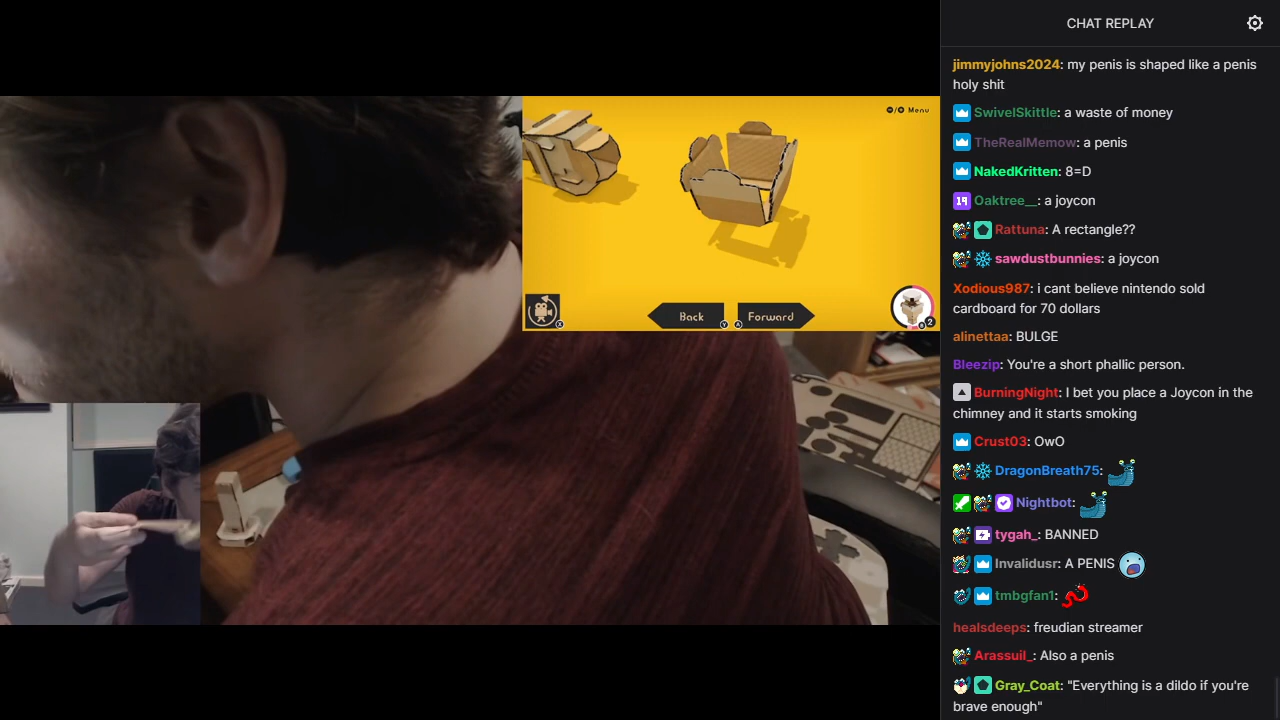 CHAT REPLAY
jimmyjohns2024: my penis is shaped like a penis
holy shit
SwivelSkittle: a waste of money
TheRealMemow: a penis
NakedKritten: 8=D
19 Oaktree__: a joycon
Rattuna: A rectangle??
sawdustbunnies: a joycon
Xodious987: i cant believe nintendo sold
cardboard for 70 dollars
alinettaa: BULGE
Bleezip: You're a short phallic person.
BurningNight: I bet you place a Joycon in the
chimney and it starts smoking
Crust03: OwO
DragonBreath75:
Nightbot:
tygah_: BANNED
Invalidusr: A PENIS
tmbgfan1:
healsdeeps: freudian streamer
Arassuil_: Also a penis
Gray_Coat: "Everything is a dildo if you're
brave enough"
-/+ Menu
X
Back
Y
A
Forward
2